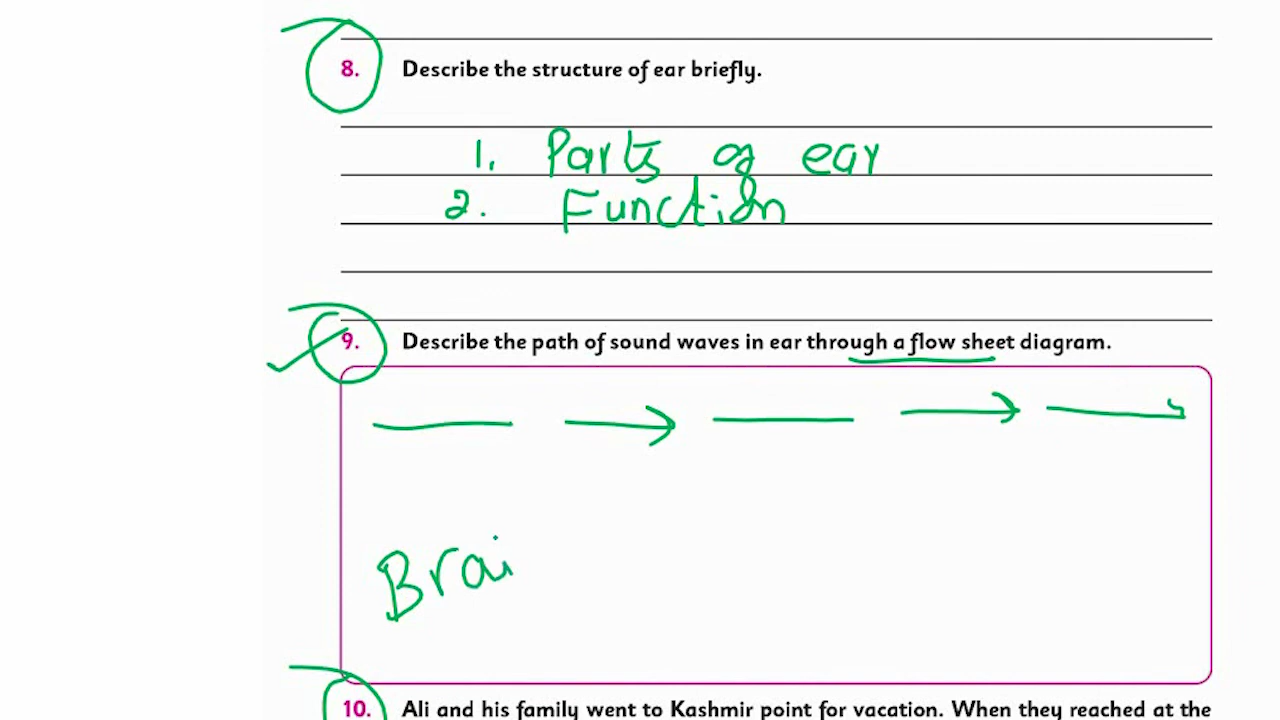 8. Describe the structure of ear briefly.
1. Parts of ear
2. Function
9. Describe the path of sound waves in ear through a flow sheet diagram.
Brai
10. Ali and his family went to Kashmir point for vacation. When they reached at the